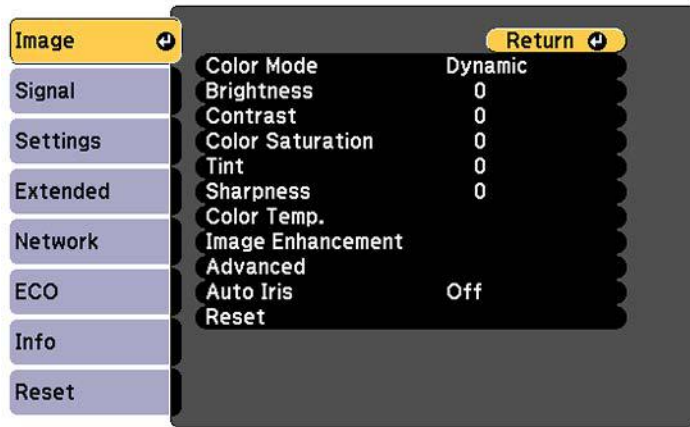 Image
Signal
Settings
Extended
Network
ECO
Info
Reset
Return
Color Mode Dynamic
Brightness 0
Contrast 0
Color Saturation 0
Tint 0
Sharpness 0
Color Temp.
Image Enhancement
Advanced
Auto Iris Off
Reset